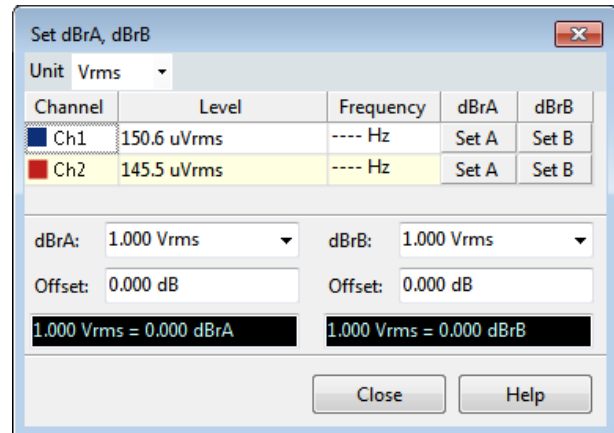 Set dBrA, dBrB
Unit Vrms
Channel Level Frequency dBrA dBrB
Ch1 150.6 uVrms ---- Hz Set A Set B
Ch2 145.5 uVrms ---- Hz Set A Set B
dBrA: 1.000 Vrms dBrB: 1.000 Vrms
Offset: 0.000 dB Offset: 0.000 dB
1.000 Vrms = 0.000 dBrA 1.000 Vrms = 0.000 dBrB
Close Help